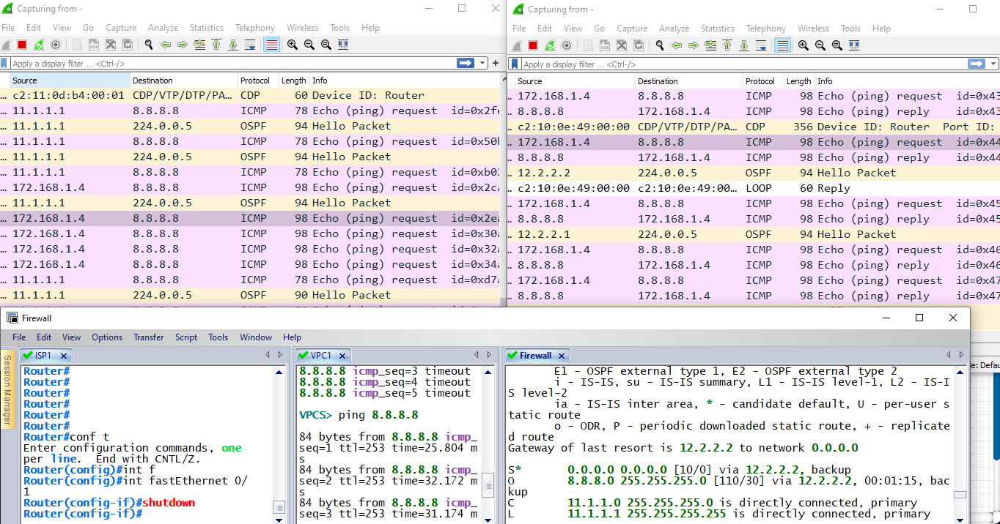 Capturing from -
File Edit View Go Capture Analyze Statistics Telephony Wireless Tools Help
Apply a display filter ... <Ctrl-/>
Source Destination Protocol Length Info
... c2:11:0d:b4:00:01 CDP/VTP/DTP/PA... CDP 60 Device ID: Router
... 11.1.1.1 8.8.8.8 ICMP 78 Echo (ping) request id=0x2fe
... 11.1.1.1 224.0.0.5 OSPF 94 Hello Packet
... 11.1.1.1 8.8.8.8 ICMP 78 Echo (ping) request id=0x50b
... 11.1.1.1 224.0.0.5 OSPF 94 Hello Packet
... 11.1.1.1 8.8.8.8 ICMP 78 Echo (ping) request id=0xb02
... 172.168.1.4 8.8.8.8 ICMP 98 Echo (ping) request id=0x2ca
... 11.1.1.1 224.0.0.5 OSPF 94 Hello Packet
... 172.168.1.4 8.8.8.8 ICMP 98 Echo (ping) request id=0x2ea
... 172.168.1.4 8.8.8.8 ICMP 98 Echo (ping) request id=0x30a
... 172.168.1.4 8.8.8.8 ICMP 98 Echo (ping) request id=0x32a
... 172.168.1.4 8.8.8.8 ICMP 98 Echo (ping) request id=0x34a
... 11.1.1.1 8.8.8.8 ICMP 78 Echo (ping) request id=0xd7a
... 11.1.1.1 224.0.0.5 OSPF 90 Hello Packet
Capturing from -
File Edit View Go Capture Analyze Statistics Telephony Wireless Tools Help
Apply a display filter ... <Ctrl-/>
Source Destination Protocol Length Info
.. 172.168.1.4 8.8.8.8 ICMP 98 Echo (ping) request id=0x43
.. 8.8.8.8 172.168.1.4 ICMP 98 Echo (ping) reply id=0x43
.. c2:10:0e:49:00:00 CDP/VTP/DTP/PA... CDP 356 Device ID: Router Port ID:
.. 172.168.1.4 8.8.8.8 ICMP 98 Echo (ping) request id=0x44
.. 8.8.8.8 172.168.1.4 ICMP 98 Echo (ping) reply id=0x44
.. 12.2.2.2 224.0.0.5 OSPF 94 Hello Packet
.. c2:10:0e:49:00:00 c2:10:0e:49:00... LOOP 60 Reply
.. 172.168.1.4 8.8.8.8 ICMP 98 Echo (ping) request id=0x45
.. 8.8.8.8 172.168.1.4 ICMP 98 Echo (ping) reply id=0x45
.. 12.2.2.1 224.0.0.5 OSPF 94 Hello Packet
.. 172.168.1.4 8.8.8.8 ICMP 98 Echo (ping) request id=0x46
.. 8.8.8.8 172.168.1.4 ICMP 98 Echo (ping) reply id=0x46
.. 172.168.1.4 8.8.8.8 ICMP 98 Echo (ping) request id=0x47
.. 8.8.8.8 172.168.1.4 ICMP 98 Echo (ping) reply id=0x47
Firewall
File Edit View Options Transfer Script Tools Window Help
Session Manager
ISP1
Router#
Router#
Router#
Router#
Router#
Router#
Router#conf t
Enter configuration commands, one
per line. End with CNTL/Z.
Router(config)#int f
Router(config)#int fastEthernet 0/
1
Router(config-if)#shutdown
Router(config-if)#
VPC1
8.8.8.8 icmp_seq=3 timeout
8.8.8.8 icmp_seq=4 timeout
8.8.8.8 icmp_seq=5 timeout
VPCS> ping 8.8.8.8
84 bytes from 8.8.8.8 icmp_
seq=1 ttl=253 time=25.804 m
s
84 bytes from 8.8.8.8 icmp_
seq=2 ttl=253 time=32.172 m
s
84 bytes from 8.8.8.8 icmp_
seq=3 ttl=253 time=31.174 m
Firewall
E1 - OSPF external type 1, E2 - OSPF external type 2
i - IS-IS, su - IS-IS summary, L1 - IS-IS level-1, L2 - IS-I
S level-2
ia - IS-IS inter area, * - candidate default, U - per-user s
tatic route
o - ODR, P - periodic downloaded static route, + - replicate
d route
Gateway of last resort is 12.2.2.2 to network 0.0.0.0
S* 0.0.0.0 0.0.0.0 [10/0] via 12.2.2.2, backup
O 8.8.8.0 255.255.255.0 [110/30] via 12.2.2.2, 00:01:15, bac
kup
C 11.1.1.0 255.255.255.0 is directly connected, primary
L 11.1.1.1 255.255.255.255 is directly connected, primary
e: Defau